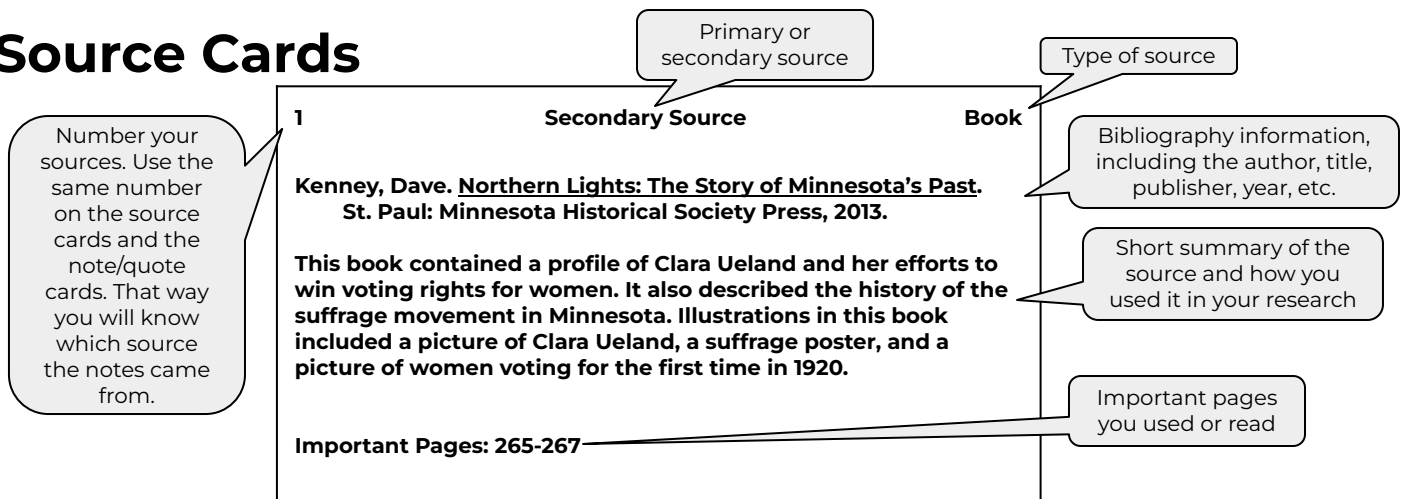 Source Cards
Primary or
secondary source
Type of source
Number your
sources. Use the
same number
on the source
cards and the
note/quote
cards. That way
you will know
which source
the notes came
from.
1 Secondary Source Book
Kenney, Dave. Northern Lights: The Story of Minnesota’s Past.
St. Paul: Minnesota Historical Society Press, 2013.
Bibliography information,
including the author, title,
publisher, year, etc.
This book contained a profile of Clara Ueland and her efforts to
win voting rights for women. It also described the history of the
suffrage movement in Minnesota. Illustrations in this book
included a picture of Clara Ueland, a suffrage poster, and a
picture of women voting for the first time in 1920.
Short summary of the
source and how you
used it in your research
Important Pages: 265-267
Important pages
you used or read